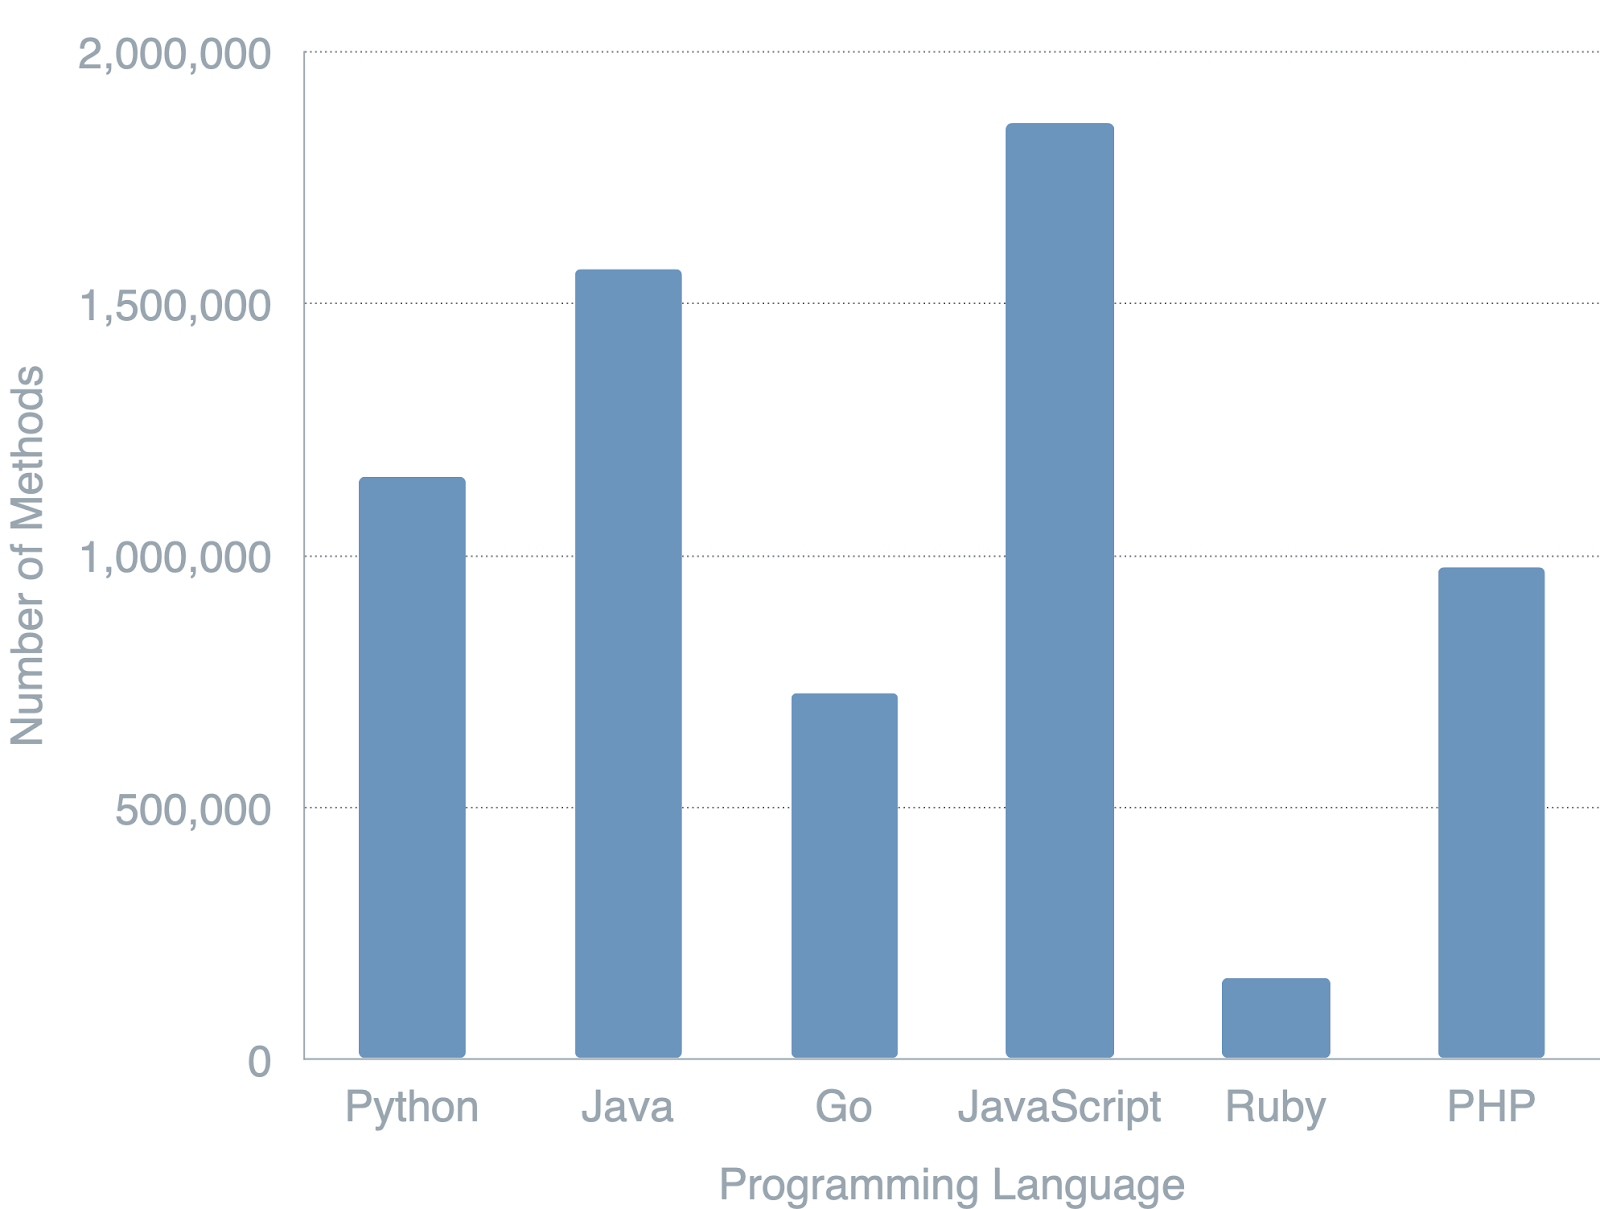 2,000,000
1,500,000
1,000,000
500,000
0
Number of Methods
Python
Java
Go
JavaScript
Ruby
PHP
Programming Language